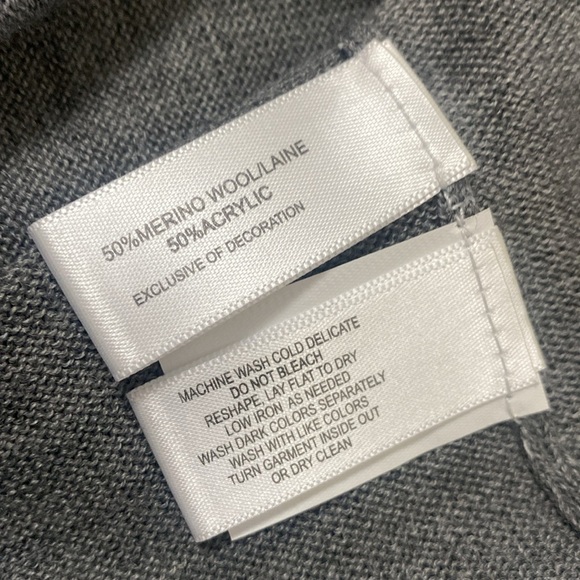 50%MERINO WOOL/LAINE
50%ACRYLIC
EXCLUSIVE OF DECORATION
MACHINE WASH COLD DELICATE
DO NOT BLEACH
RESHAPE, LAY FLAT TO DRY
LOW IRON AS NEEDED
WASH DARK COLORS SEPARATELY
WASH WITH LIKE COLORS
TURN GARMENT INSIDE OUT
OR DRY CLEAN